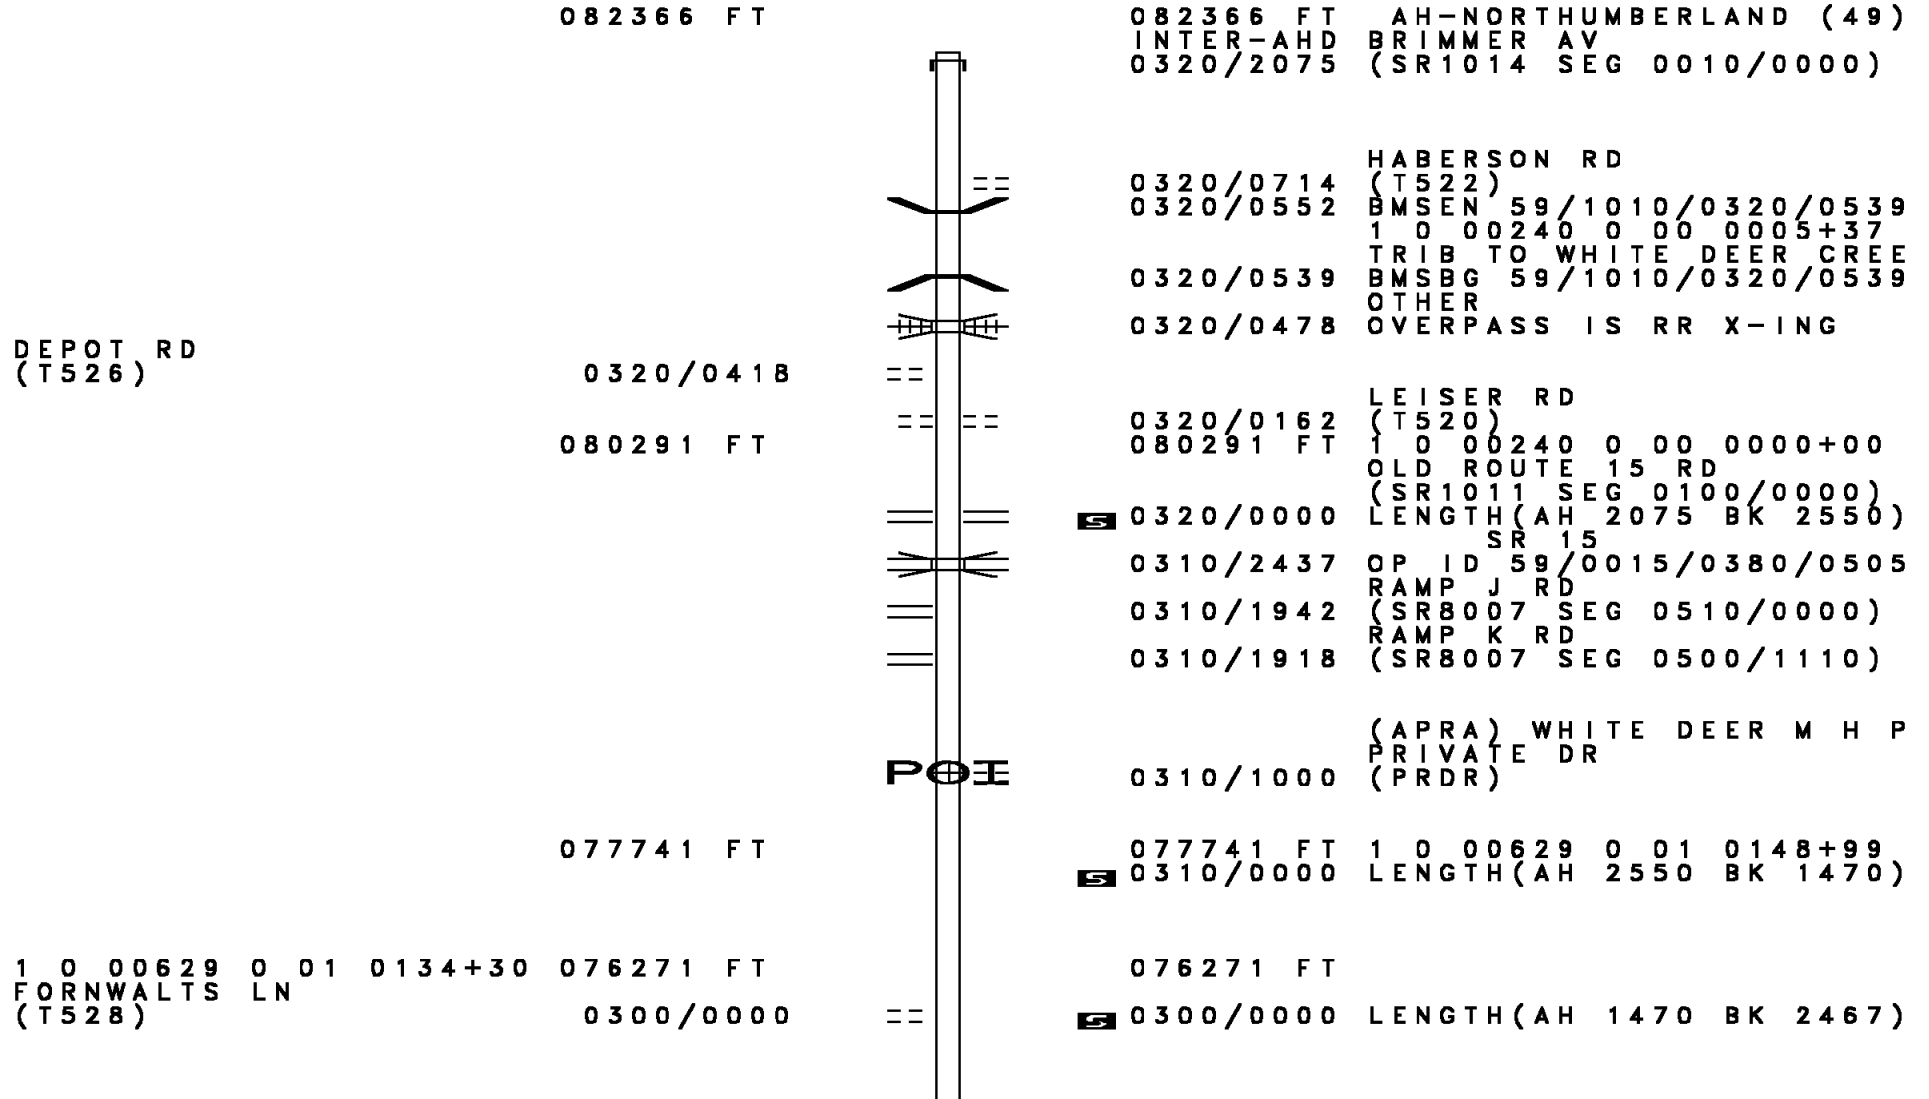 082366 FT 082366 FT AH-NORTHUMBERLAND (49)
INTER-AHD BRIMMER AV
0320/2075 (SR1014 SEG 0010/0000)
HABERSON RD
0320/0714 (T522)
0320/0552 BMSEN 59/1010/0320/0539
1 0 00240 0 00 0005+37
TRIB TO WHITE DEER CREE
0320/0539 BMSBG 59/1010/0320/0539
OTHER
0320/0478 OVERPASS IS RR X-ING
DEPOT RD
(T526) 0320/0418
LEISER RD
0320/0162 (T520)
080291 FT 080291 FT 1 0 00240 0 00 0000+00
OLD ROUTE 15 RD
(SR1011 SEG 0100/0000)
S 0320/0000 LENGTH(AH 2075 BK 2550)
SR 15
0310/2437 OP ID 59/0015/0380/0505
RAMP J RD
0310/1942 (SR8007 SEG 0510/0000)
RAMP K RD
0310/1918 (SR8007 SEG 0500/1110)
(APRA) WHITE DEER M H P
PRIVATE DR
POI 0310/1000 (PRDR)
077741 FT 077741 FT 1 0 00629 0 01 0148+99
S 0310/0000 LENGTH(AH 2550 BK 1470)
1 0 00629 0 01 0134+30 076271 FT 076271 FT
FORNWALTS LN
(T528) 0300/0000 S 0300/0000 LENGTH(AH 1470 BK 2467)